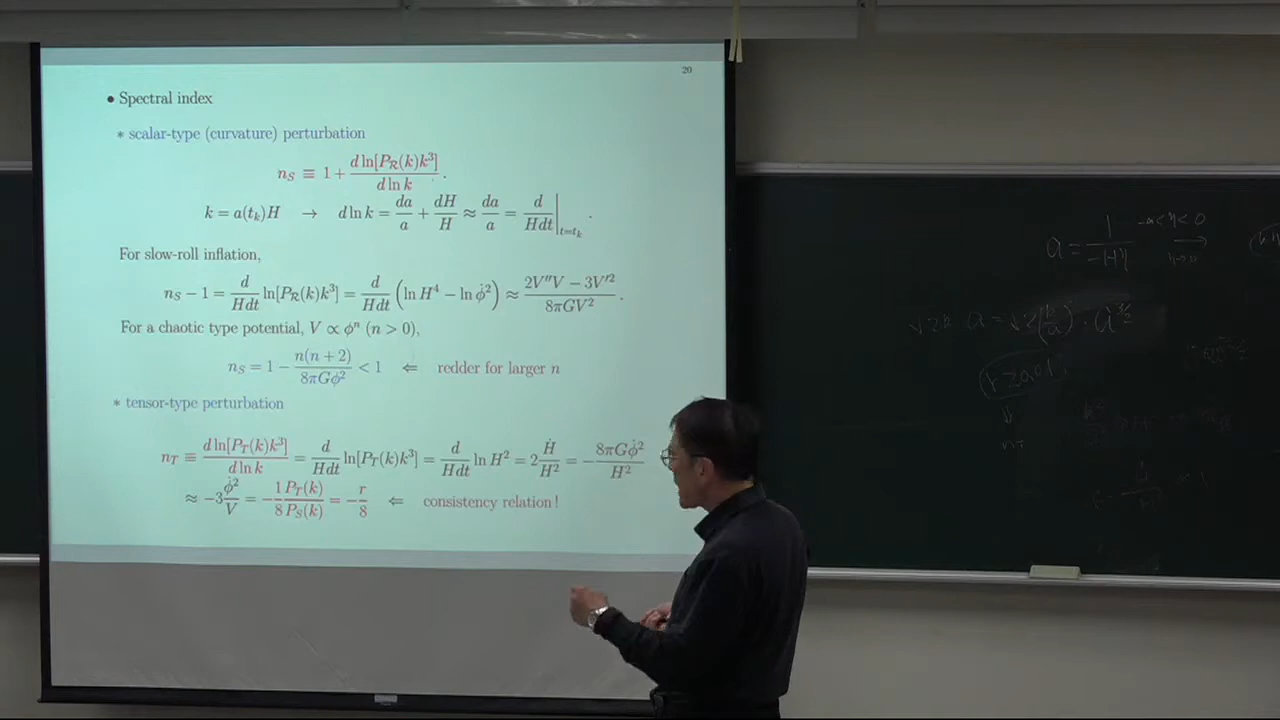 20
• Spectral index
∗ scalar-type (curvature) perturbation
n_S ≡ 1 + d ln[P_R(k)k³] / d ln k .
k = a(t_k)H → d ln k = da/a + dH/H ≈ da/a = d/Hdt |_{t=t_k} .
For slow-roll inflation,
n_S − 1 = d/Hdt ln[P_R(k)k³] = d/Hdt (ln H⁴ − ln φ̇²) ≈ (2V″V − 3V′²) / 8πGV² .
For a chaotic type potential, V ∝ φⁿ (n > 0),
n_S = 1 − n(n + 2) / 8πGφ² < 1 ⇐ redder for larger n
∗ tensor-type perturbation
n_T ≡ d ln[P_T(k)k³] / d ln k = d/Hdt ln[P_T(k)k³] = d/Hdt ln H² = 2 Ḣ/H² = − 8πGφ̇² / H²
≈ −3 φ̇²/V = − 1/8 P_T(k)/P_S(k) = − r/8 ⇐ consistency relation !
a = 1 / −Hη